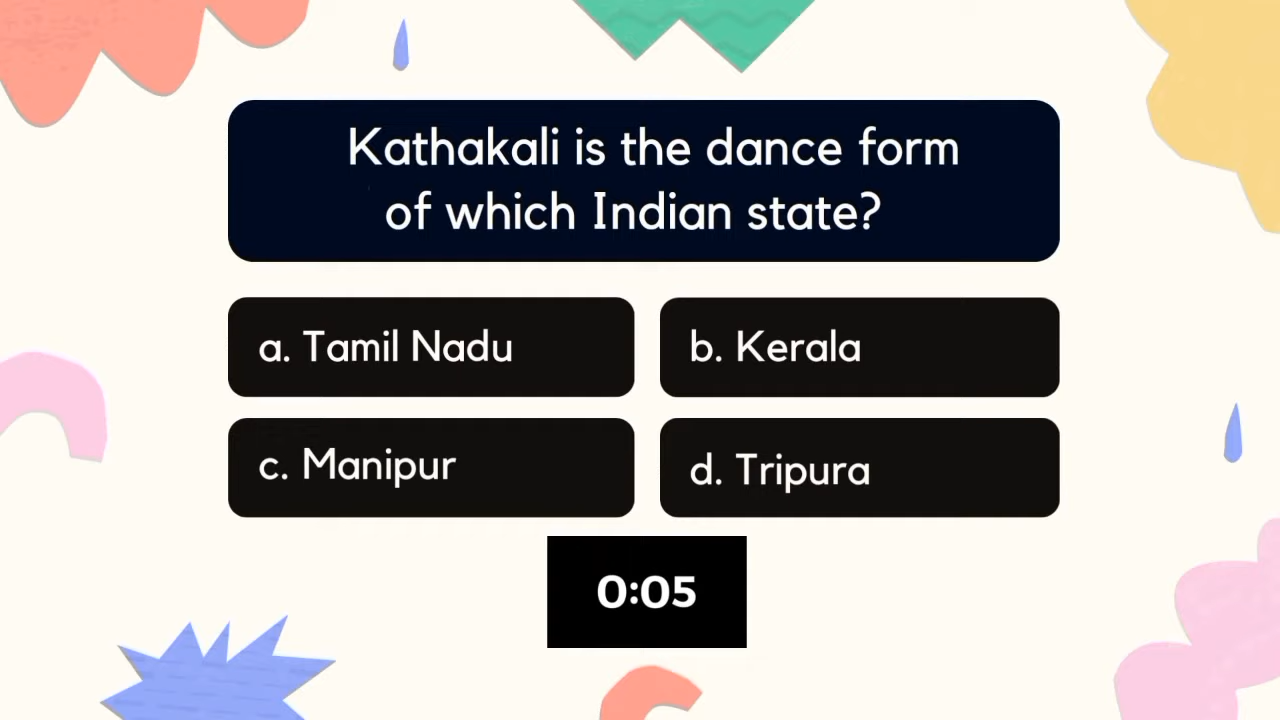 Kathakali is the dance form
of which Indian state?
a. Tamil Nadu
b. Kerala
c. Manipur
d. Tripura
0:05